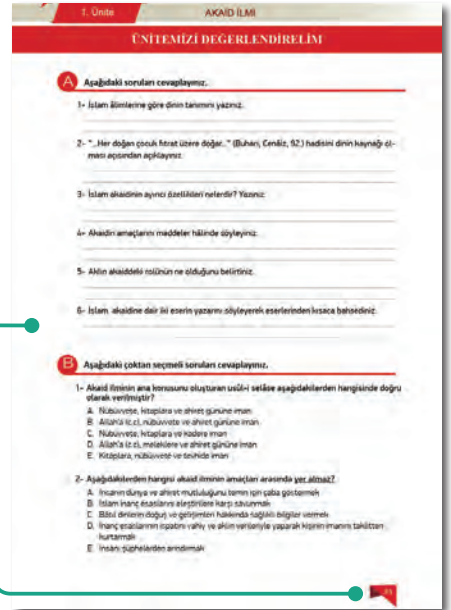 1. Ünite
AKAİD İLMİ
ÜNİTEMİZİ DEĞERLENDİRELİM
A
Aşağıdaki soruları cevaplayınız.
1- İslam âlimlerine göre dinin tanımını yazınız.
2- "...Her doğan çocuk fıtrat üzere doğar..." (Buhari, Cenâiz, 92.) hadisini dinin kaynağı ol-
ması açısından açıklayınız.
3- İslam akaidinin ayırıcı özellikleri nelerdir? Yazınız.
4- Akaidin amaçlarını maddeler hâlinde söyleyiniz.
5- Aklın akaiddeki rolünün ne olduğunu belirtiniz.
6- İslam akaidine dair iki eserin yazarını söyleyerek eserlerinden kısaca bahsediniz.
B
Aşağıdaki çoktan seçmeli soruları cevaplayınız.
1- Akaid ilminin ana konusunu oluşturan usûl-i selâse aşağıdakilerden hangisinde doğru
olarak verilmiştir?
A. Nübüvvete, kitaplara ve ahiret gününe iman
B. Allah'a (c.c), nübüvvete ve ahiret gününe iman
C. Nübüvvete, kitaplara ve kadere iman
D. Allah'a (c.c), meleklere ve ahiret gününe iman
E. Kitaplara, nübüvvete ve tevhide iman
2- Aşağıdakilerden hangisi akaid ilminin amaçları arasında yer almaz?
A. İnsanın dünya ve ahiret mutluluğunu temin için çaba göstermek
B. İslam inanç esaslarını eleştirilere karşı savunmak
C. Bâtıl dinlerin doğuş ve gelişimleri hakkında sağlıklı bilgiler vermek
D. İnanç esaslarının ispatını vahiy ve aklın verileriyle yaparak kişinin imanını taklitten
kurtarmak
E. İnsanı şüphelerden arındırmak